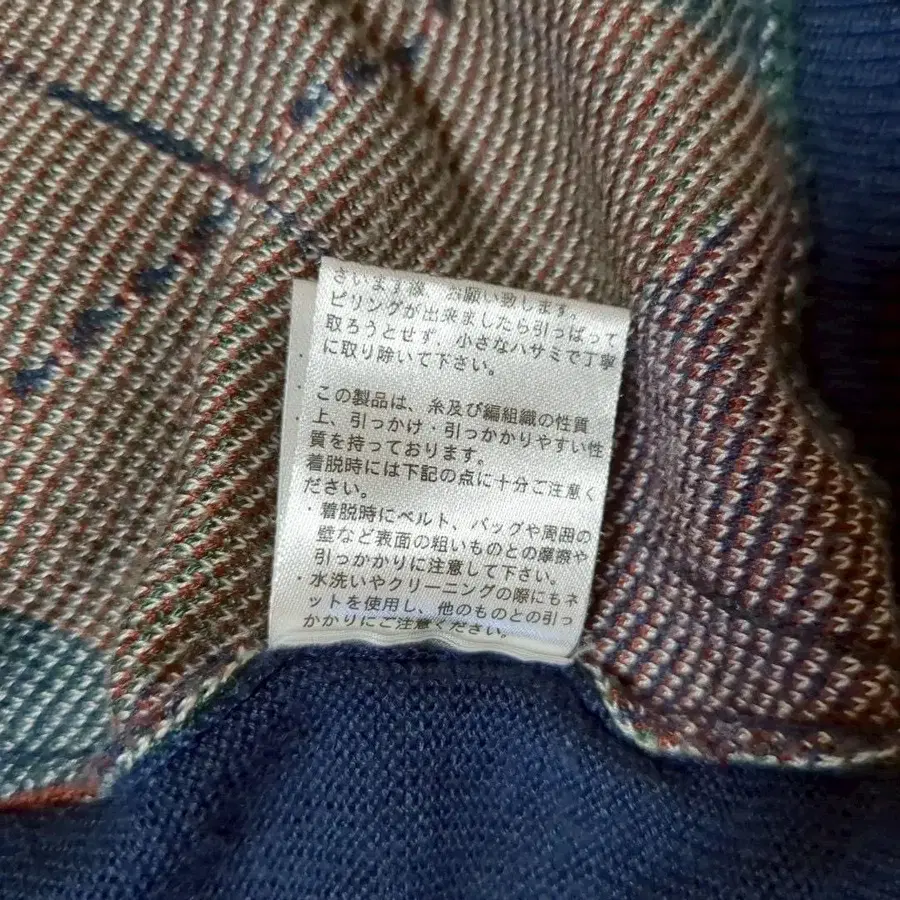 さいます様 お願い致します。
ピリングが出来ましたら引っぱって
取ろうとせず、小さなハサミで丁寧
に取り除いて下さい。
この製品は、糸及び編組織の性質
上、引っかけ・引っかかりやすい性
質を持っております。
着脱時には下記の点に十分ご注意く
ださい。
・着脱時にベルト、バッグや周囲の
壁など表面の粗いものとの摩擦や
引っかかりに注意して下さい。
・水洗いやクリーニングの際にもネ
ットを使用し、他のものとの引っ
かかりにご注意ください。